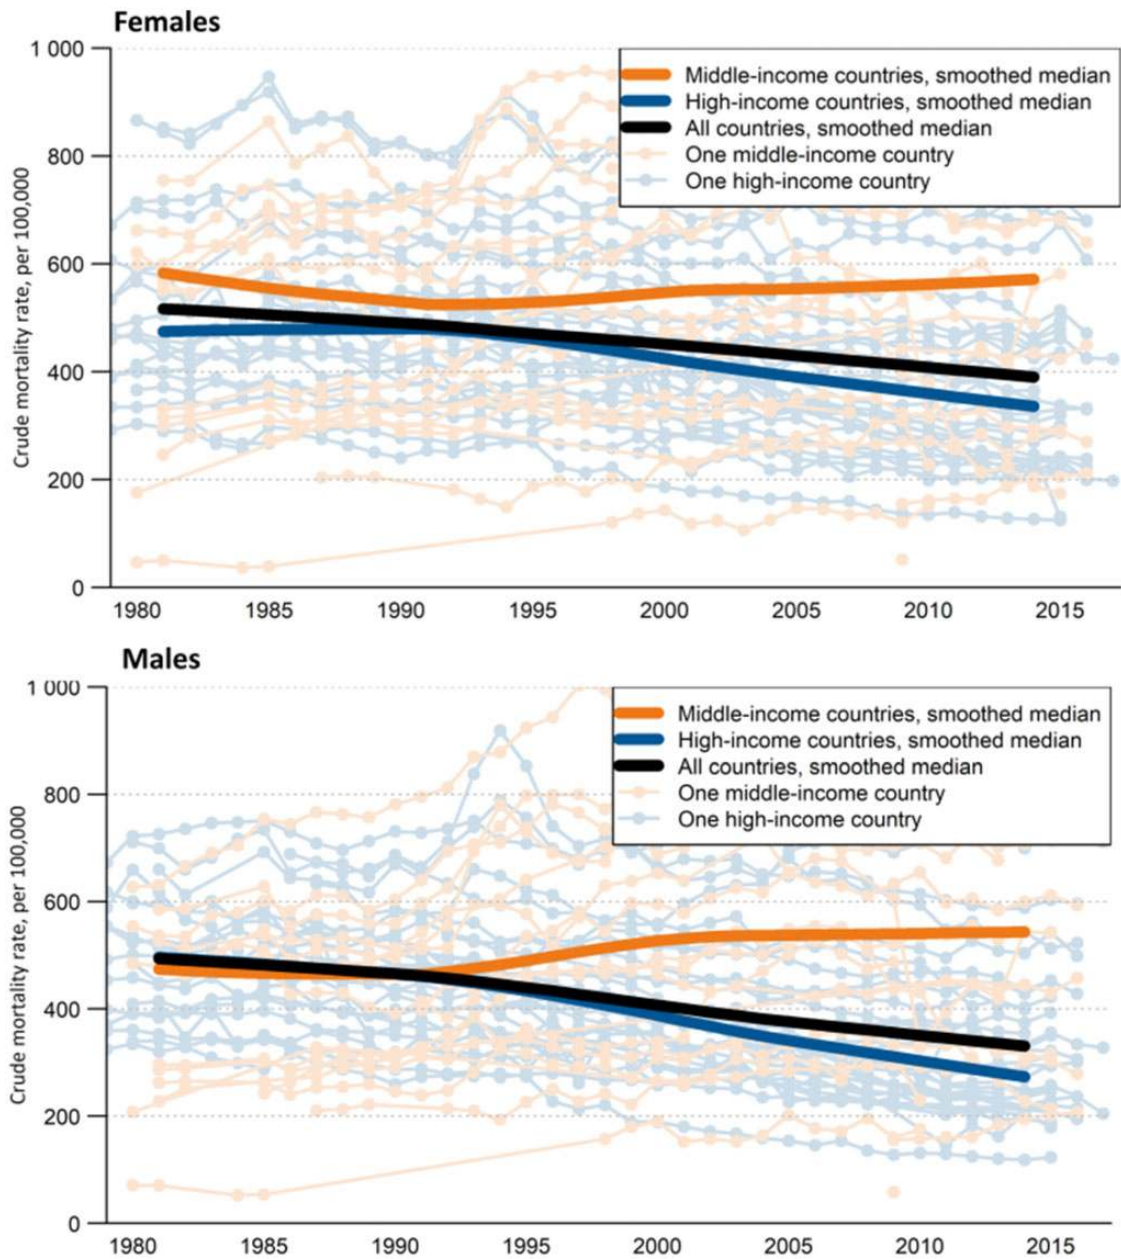 Females
1 000
800
600
400
200
0
Crude mortality rate, per 100,000
Middle-income countries, smoothed median
High-income countries, smoothed median
All countries, smoothed median
One middle-income country
One high-income country
1980 1985 1990 1995 2000 2005 2010 2015
Males
1 000
800
600
400
200
0
Crude mortality rate, per 100,000
Middle-income countries, smoothed median
High-income countries, smoothed median
All countries, smoothed median
One middle-income country
One high-income country
1980 1985 1990 1995 2000 2005 2010 2015